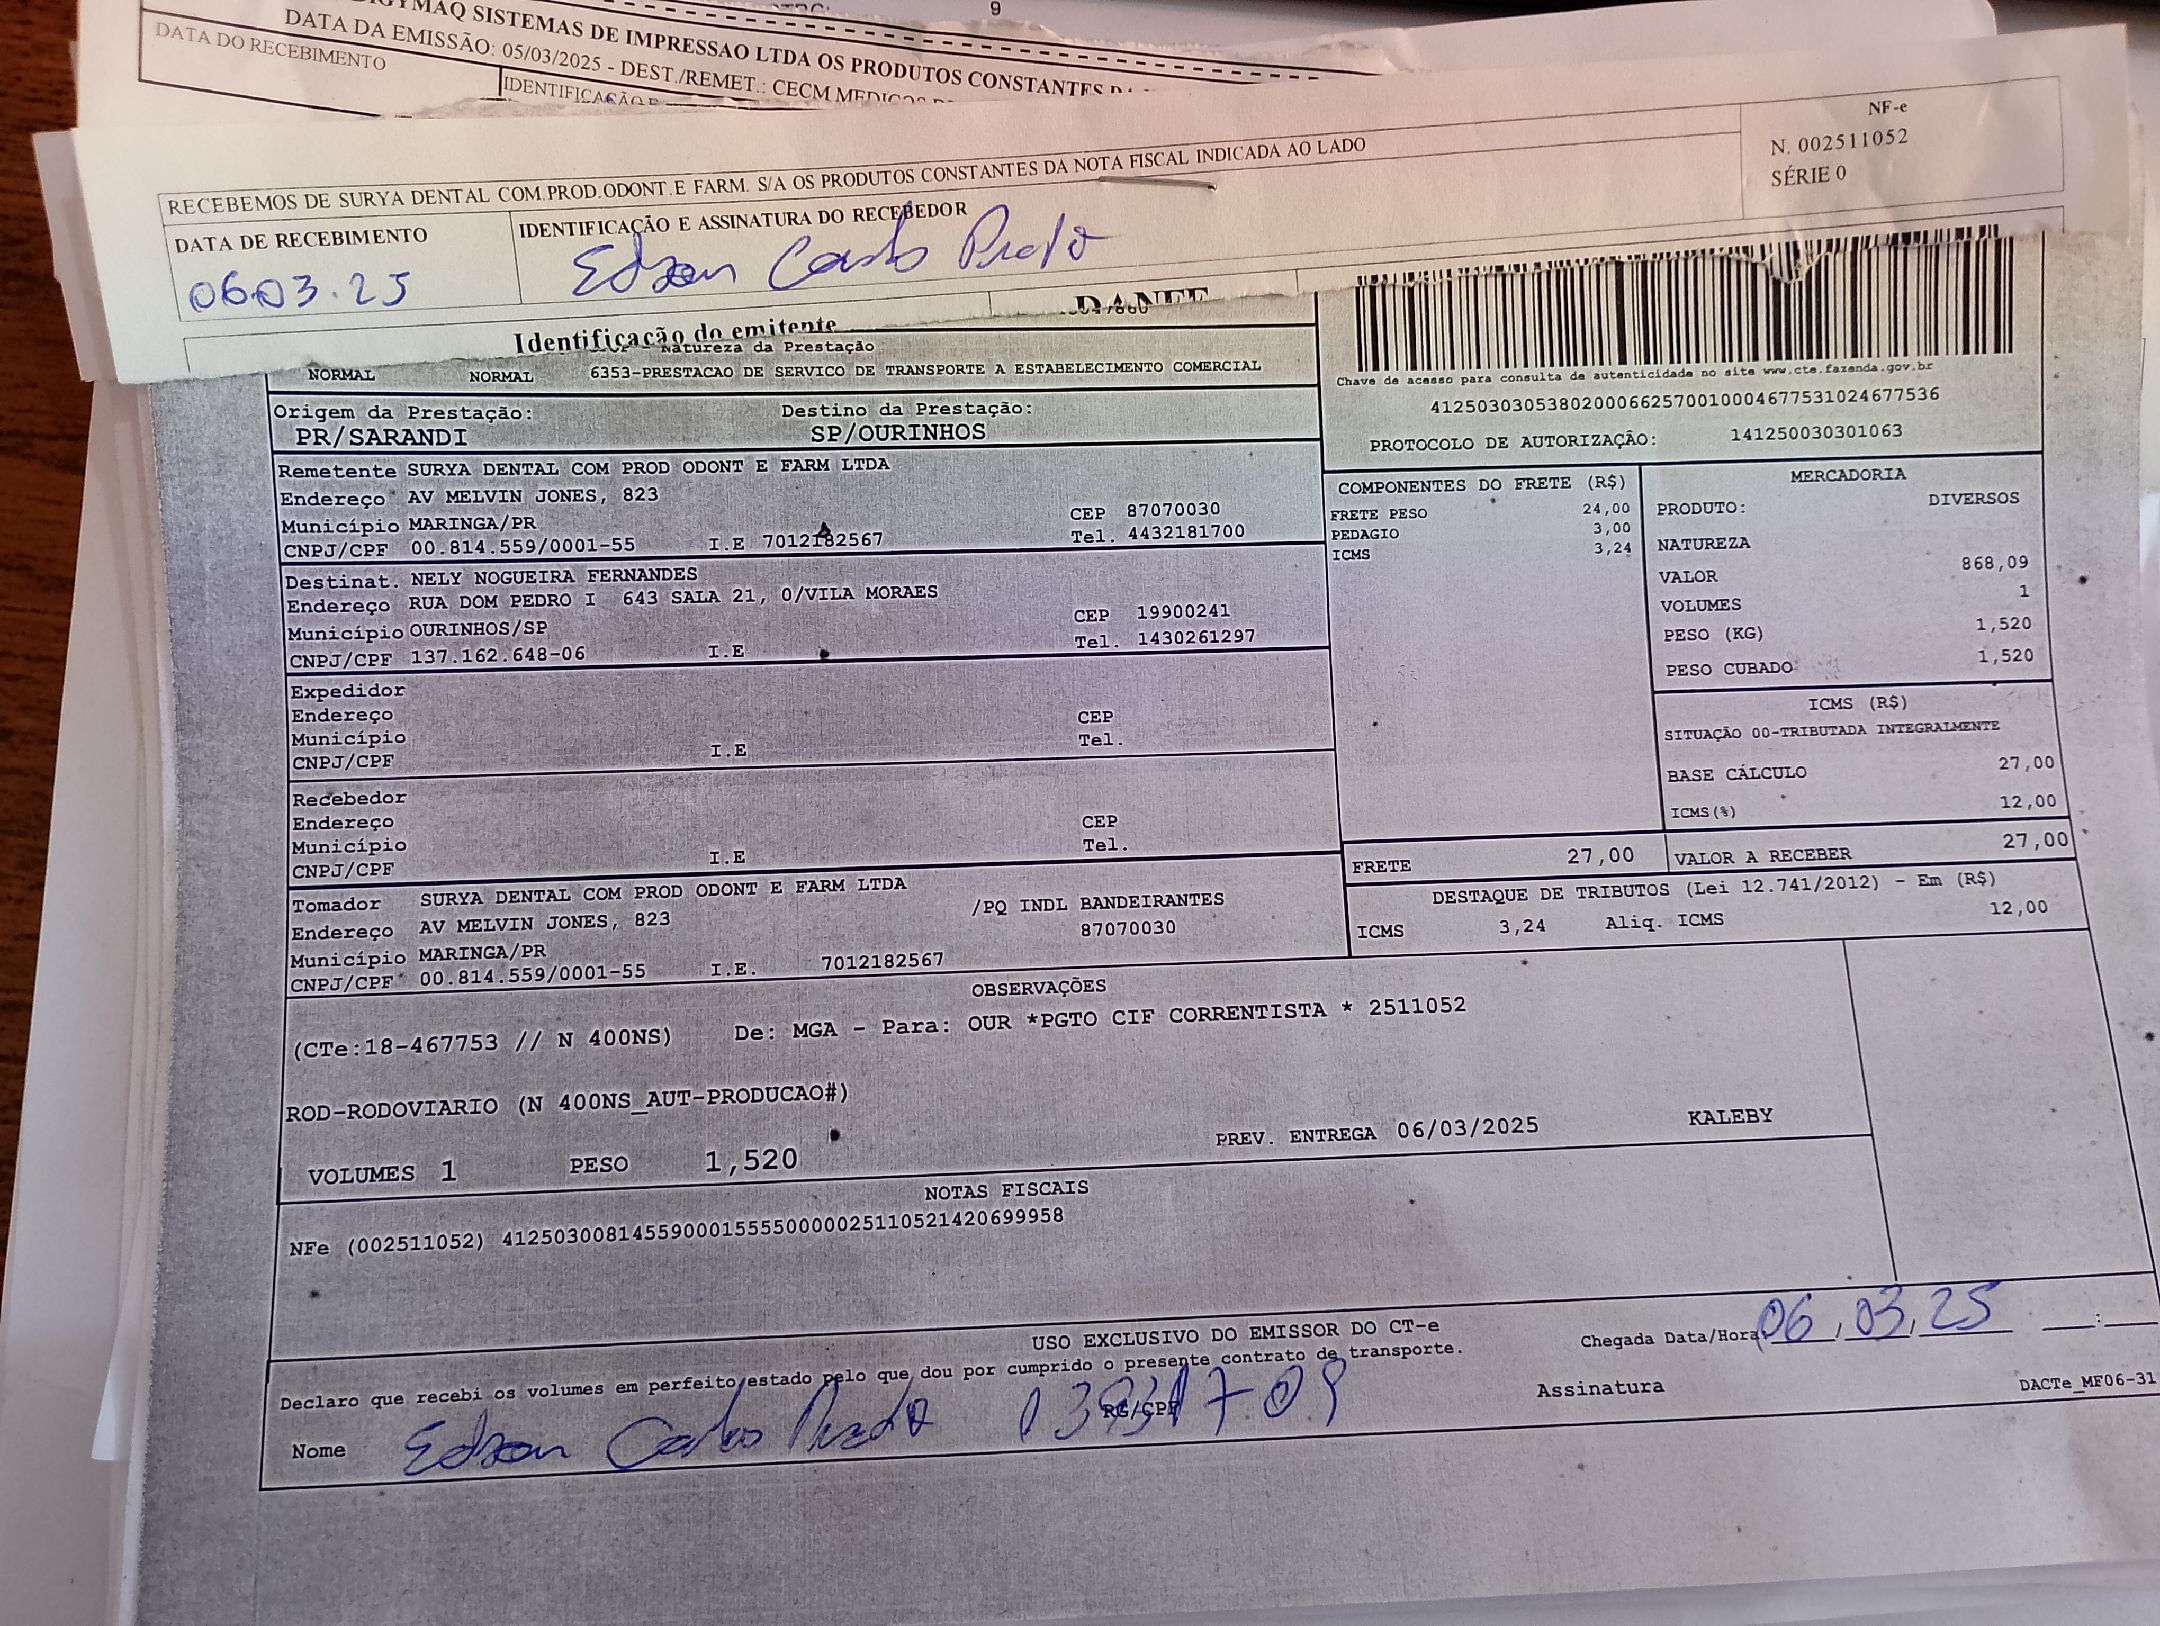 9
SISTEMAS DE IMPRESSAO LTDA OS PRODUTOS CONSTANTES
DATA DA EMISSÃO: 05/03/2025 - DEST./REMET.: CECM MEDICOS
DATA DO RECEBIMENTO
IDENTIFICAÇÃO E
RECEBEMOS DE SURYA DENTAL COM.PROD.ODONT.E FARM. S/A OS PRODUTOS CONSTANTES DA NOTA FISCAL INDICADA AO LADO
NF-e
N. 002511052
SÉRIE 0
DATA DE RECEBIMENTO
IDENTIFICAÇÃO E ASSINATURA DO RECEBEDOR
06.03.25
Edson Carlos Prado
DANFE
Identificação do emitente
Natureza da Prestação
NORMAL NORMAL 6353-PRESTACAO DE SERVICO DE TRANSPORTE A ESTABELECIMENTO COMERCIAL
Chave de acesso para consulta de autenticidade no site www.cte.fazenda.gov.br
41250303053802000662570010004677531024677536
PROTOCOLO DE AUTORIZAÇÃO: 141250030301063
Origem da Prestação: Destino da Prestação:
PR/SARANDI SP/OURINHOS
Remetente SURYA DENTAL COM PROD ODONT E FARM LTDA
Endereço AV MELVIN JONES, 823
Município MARINGA/PR CEP 87070030
CNPJ/CPF 00.814.559/0001-55 I.E 7012182567 Tel. 4432181700
Destinat. NELY NOGUEIRA FERNANDES
Endereço RUA DOM PEDRO I 643 SALA 21, 0/VILA MORAES
Município OURINHOS/SP CEP 19900241
CNPJ/CPF 137.162.648-06 I.E Tel. 1430261297
Expedidor
Endereço CEP
Município Tel.
CNPJ/CPF I.E
Recebedor
Endereço CEP
Município Tel.
CNPJ/CPF I.E
Tomador SURYA DENTAL COM PROD ODONT E FARM LTDA
Endereço AV MELVIN JONES, 823 /PQ INDL BANDEIRANTES
Município MARINGA/PR 87070030
CNPJ/CPF 00.814.559/0001-55 I.E. 7012182567
COMPONENTES DO FRETE (R$)
FRETE PESO 24,00
PEDAGIO 3,00
ICMS 3,24
MERCADORIA
PRODUTO: DIVERSOS
NATUREZA
VALOR 868,09
VOLUMES 1
PESO (KG) 1,520
PESO CUBADO 1,520
ICMS (R$)
SITUAÇÃO 00-TRIBUTADA INTEGRALMENTE
BASE CÁLCULO 27,00
ICMS(%) 12,00
FRETE 27,00 VALOR A RECEBER 27,00
DESTAQUE DE TRIBUTOS (Lei 12.741/2012) - Em (R$)
ICMS 3,24 Aliq. ICMS 12,00
OBSERVAÇÕES
(CTe:18-467753 // N 400NS) De: MGA - Para: OUR *PGTO CIF CORRENTISTA * 2511052
ROD-RODOVIARIO (N 400NS_AUT-PRODUCAO#)
VOLUMES 1 PESO 1,520 PREV. ENTREGA 06/03/2025 KALEBY
NOTAS FISCAIS
NFe (002511052) 41250300814559000155550000025110521420699958
USO EXCLUSIVO DO EMISSOR DO CT-e
Declaro que recebi os volumes em perfeito estado pelo que dou por cumprido o presente contrato de transporte.
Chegada Data/Hora 06/03/25 :
Nome Edson Carlos Prado RG/CPF
Assinatura
DACTe_MF06-31